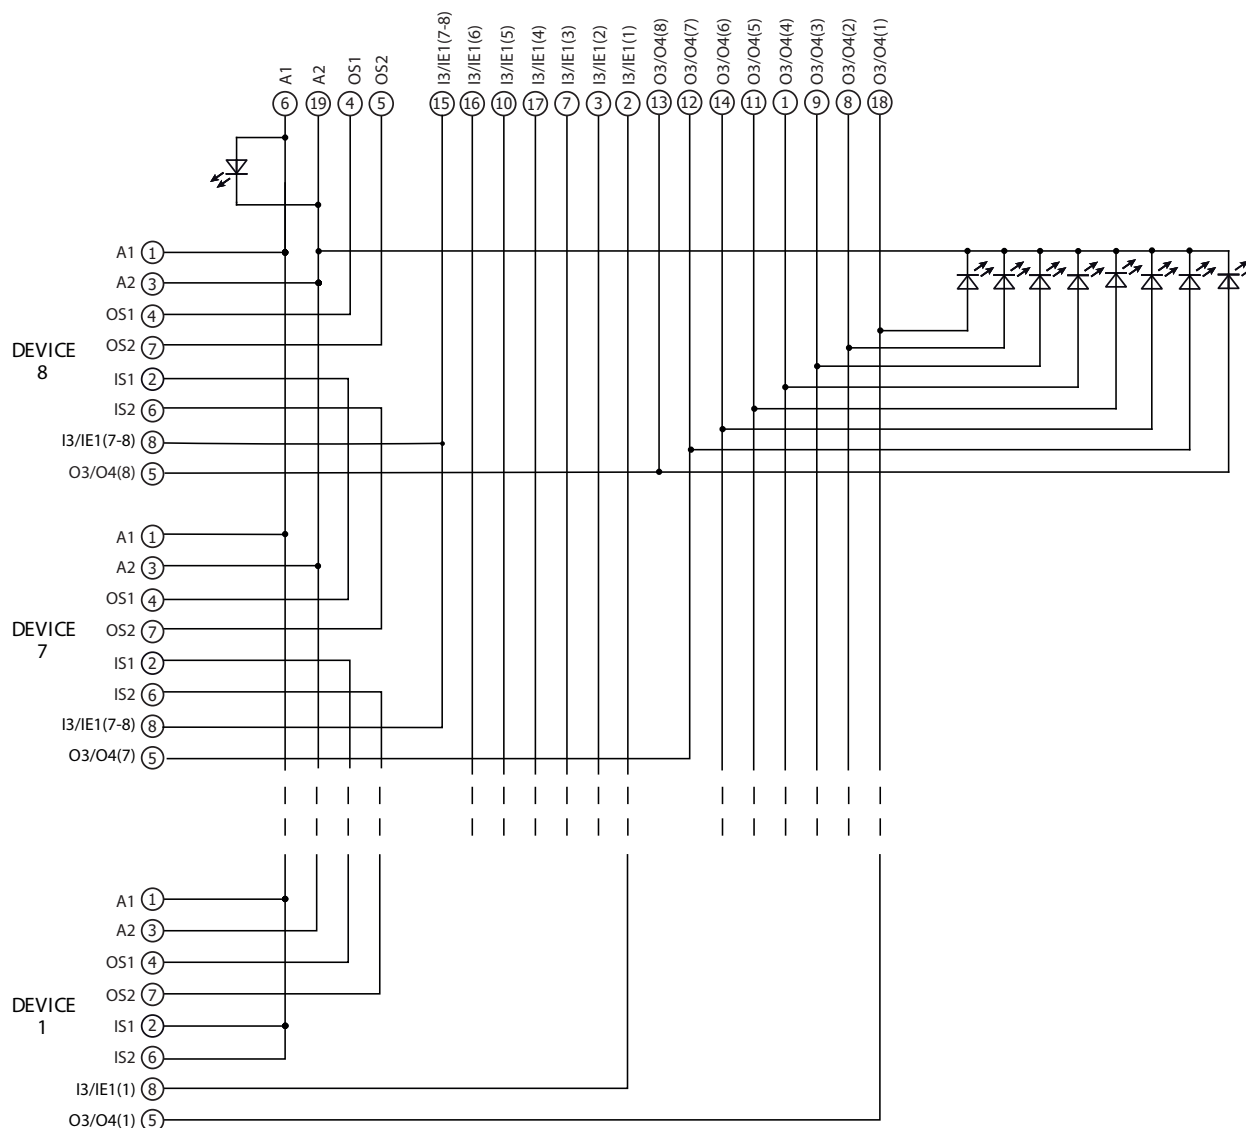 A1
A2
OS1
OS2
I3/IE1(7-8)
I3/IE1(6)
I3/IE1(5)
I3/IE1(4)
I3/IE1(3)
I3/IE1(2)
I3/IE1(1)
O3/O4(8)
O3/O4(7)
O3/O4(6)
O3/O4(5)
O3/O4(4)
O3/O4(3)
O3/O4(2)
O3/O4(1)
6 19 4 5 15 16 10 17 7 3 2 13 12 14 11 1 9 8 18
A1 1
A2 3
OS1 4
OS2 7
DEVICE
8
IS1 2
IS2 6
I3/IE1(7-8) 8
O3/O4(8) 5
A1 1
A2 3
OS1 4
OS2 7
DEVICE
7
IS1 2
IS2 6
I3/IE1(7-8) 8
O3/O4(7) 5
A1 1
A2 3
OS1 4
OS2 7
DEVICE
1
IS1 2
IS2 6
I3/IE1(1) 8
O3/O4(1) 5